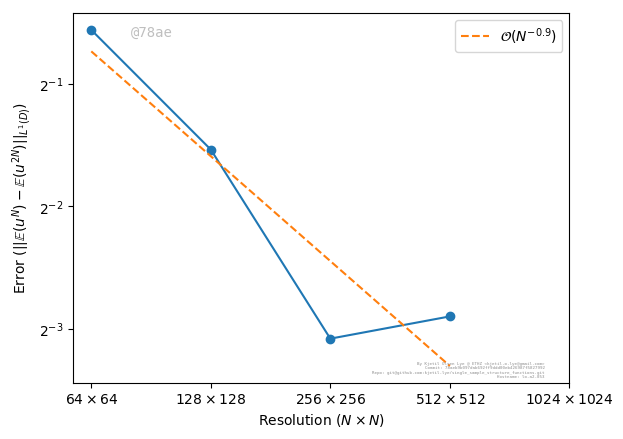 @78ae
O(N^{-0.9})
2^{-1}
2^{-2}
2^{-3}
Error (||𝔼(u^N) − 𝔼(u^{2N})||_{L^1(D)})
64 × 64
128 × 128
256 × 256
512 × 512
1024 × 1024
Resolution (N × N)